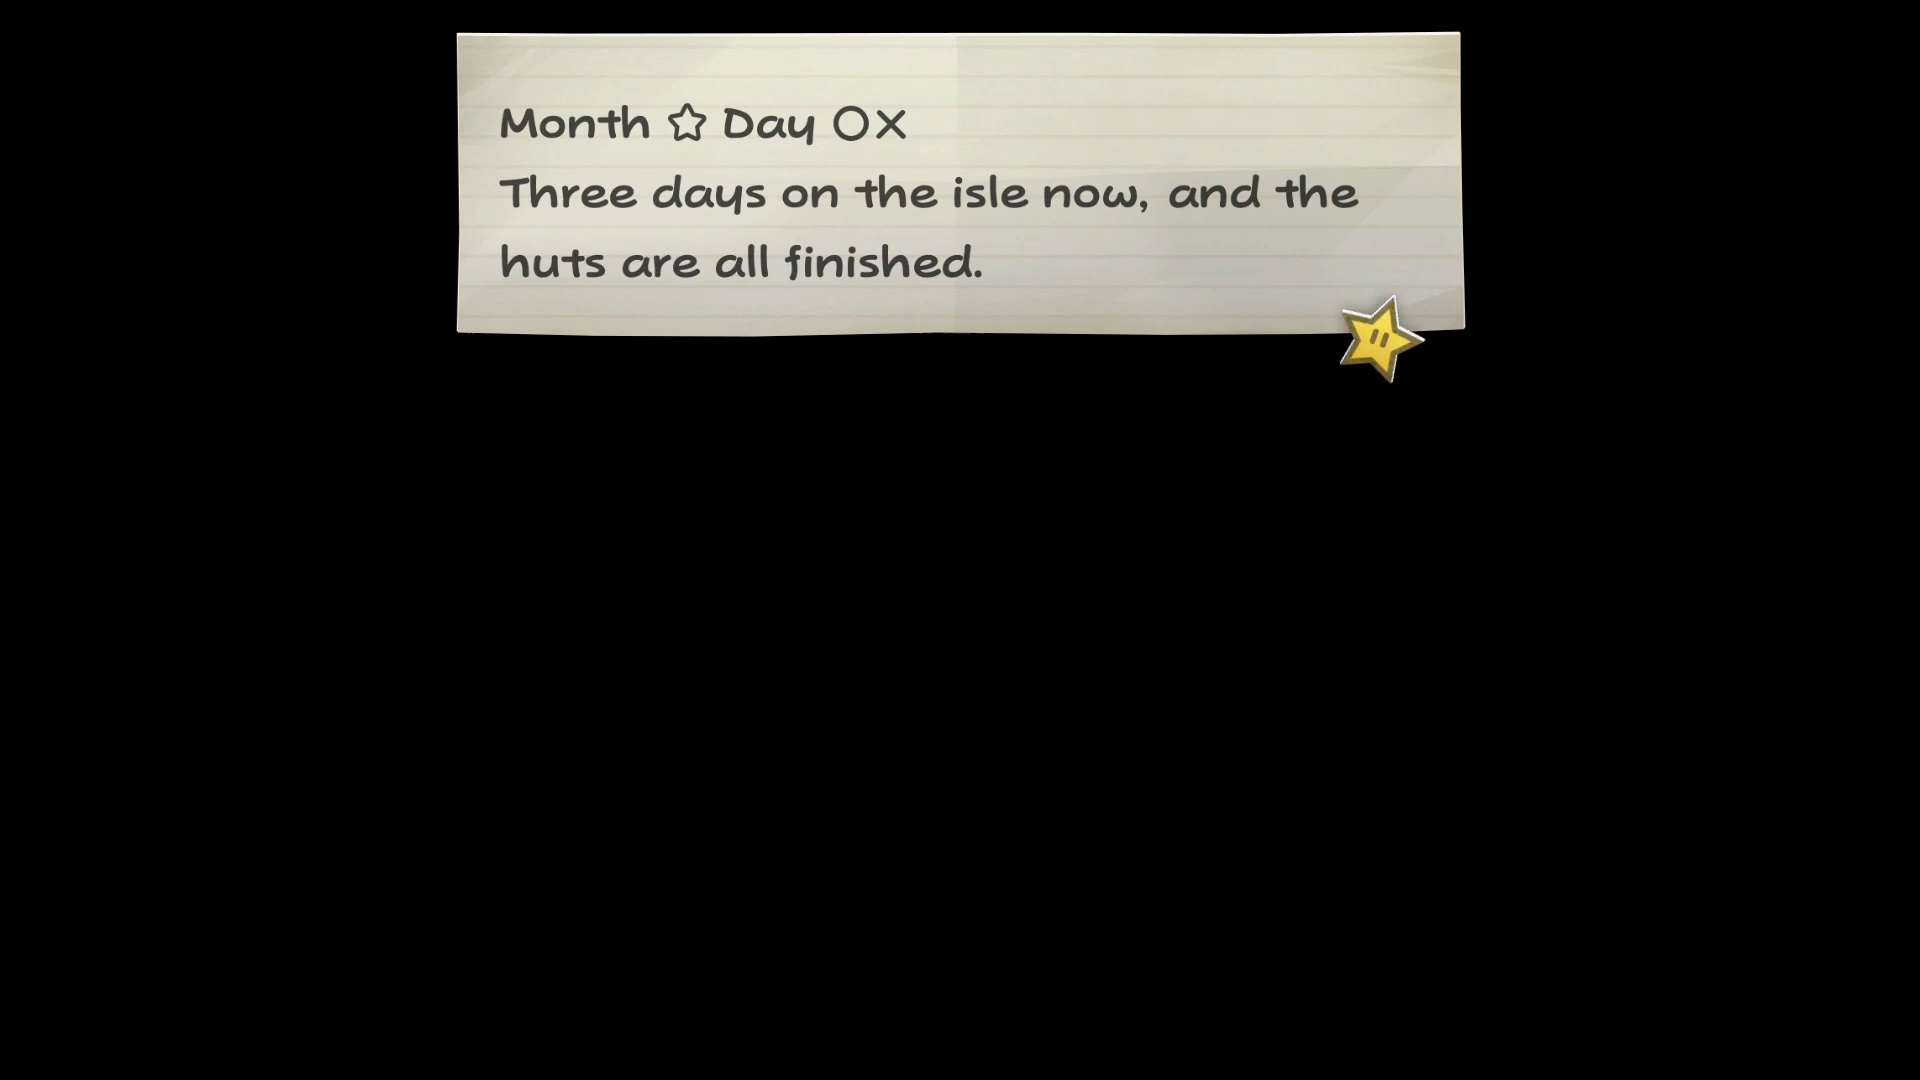 Month ☆ Day ○×
Three days on the isle now, and the
huts are all finished.